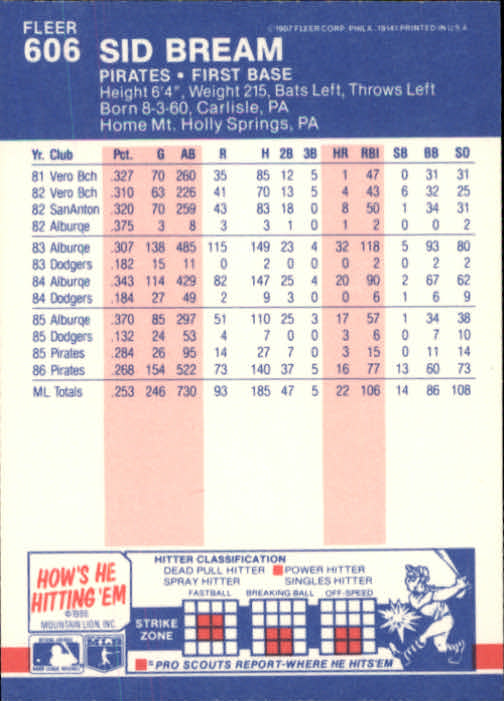 FLEER
606 SID BREAM
©1987 FLEER CORP. PHILA. 19141 PRINTED IN U.S.A.
PIRATES • FIRST BASE
Height 6'4", Weight 215, Bats Left, Throws Left
Born 8-3-60, Carlisle, PA
Home Mt. Holly Springs, PA
Yr. Club Pct. G AB R H 2B 3B HR RBI SB BB SO
81 Vero Bch .327 70 260 35 85 12 5 1 47 0 31 31
82 Vero Bch .310 63 226 41 70 13 5 4 43 6 32 25
82 SanAnton .320 70 259 43 83 18 0 8 50 1 34 31
82 Alburqe .375 3 8 3 3 1 0 1 2 0 0 2
83 Alburqe .307 138 485 115 149 23 4 32 118 5 93 80
83 Dodgers .182 15 11 0 2 0 0 0 2 0 2 2
84 Alburqe .343 114 429 82 147 25 4 20 90 2 67 62
84 Dodgers .184 27 49 2 9 3 0 0 6 1 6 9
85 Alburqe .370 85 297 51 110 25 3 17 57 1 34 38
85 Dodgers .132 24 53 4 7 0 0 3 6 0 7 10
85 Pirates .284 26 95 14 27 7 0 3 15 0 11 14
86 Pirates .268 154 522 73 140 37 5 16 77 13 60 73
ML Totals .253 246 730 93 185 47 5 22 106 14 86 108
HOW'S HE
HITTING 'EM
©1986
MOUNTAIN LION, INC.
HITTER CLASSIFICATION
DEAD PULL HITTER POWER HITTER
SPRAY HITTER SINGLES HITTER
FASTBALL BREAKING BALL OFF-SPEED
STRIKE
ZONE
= PRO SCOUTS REPORT-WHERE HE HITS'EM